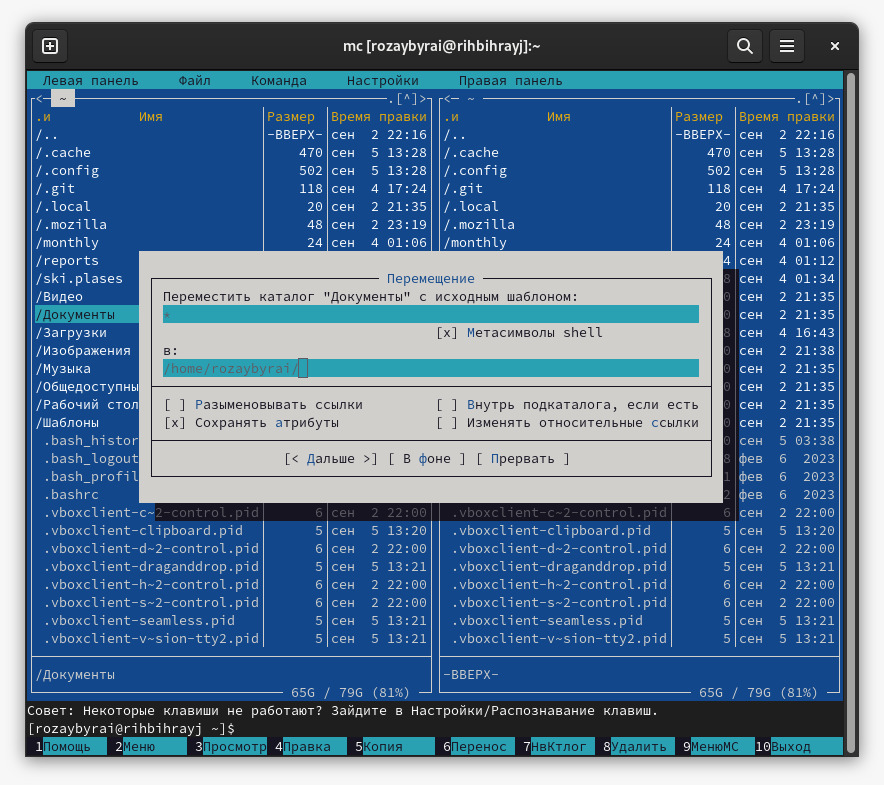 mc [rozaybyrai@rihbihrayj]:~
Левая панель Файл Команда Настройки Правая панель
<─ ~ ─.[^]> <─ ~ ─.[^]>
.и Имя Размер Время правки .и Имя Размер Время правки
/.. -ВВЕРХ- сен 2 22:16 /.. -ВВЕРХ- сен 2 22:16
/.cache 470 сен 5 13:28 /.cache 470 сен 5 13:28
/.config 502 сен 5 13:28 /.config 502 сен 5 13:28
/.git 118 сен 4 17:24 /.git 118 сен 4 17:24
/.local 20 сен 2 21:35 /.local 20 сен 2 21:35
/.mozilla 48 сен 2 23:19 /.mozilla 48 сен 2 23:19
/monthly 24 сен 4 01:06 /monthly 24 сен 4 01:06
/reports 4 сен 4 01:12
/ski.plases Перемещение 8 сен 4 01:34
/Видео Переместить каталог "Документы" с исходным шаблоном: 0 сен 2 21:35
/Документы * 0 сен 2 21:35
/Загрузки [x] Метасимволы shell 8 сен 4 16:43
/Изображения в: 0 сен 2 21:38
/Музыка /home/rozaybyrai/ 0 сен 2 21:35
/Общедоступны 0 сен 2 21:35
/Рабочий стол [ ] Разыменовывать ссылки [ ] Внутрь подкаталога, если есть 0 сен 2 21:35
/Шаблоны [x] Сохранять атрибуты [ ] Изменять относительные ссылки 0 сен 2 21:35
.bash_histor 0 сен 5 03:38
.bash_logout [< Дальше >] [ В фоне ] [ Прервать ] 8 фев 6 2023
.bash_profil 1 фев 6 2023
.bashrc 2 фев 6 2023
.vboxclient-c~2-control.pid 6 сен 2 22:00 .vboxclient-c~2-control.pid 6 сен 2 22:00
.vboxclient-clipboard.pid 5 сен 5 13:20 .vboxclient-clipboard.pid 5 сен 5 13:20
.vboxclient-d~2-control.pid 6 сен 2 22:00 .vboxclient-d~2-control.pid 6 сен 2 22:00
.vboxclient-draganddrop.pid 5 сен 5 13:21 .vboxclient-draganddrop.pid 5 сен 5 13:21
.vboxclient-h~2-control.pid 6 сен 2 22:00 .vboxclient-h~2-control.pid 6 сен 2 22:00
.vboxclient-s~2-control.pid 6 сен 2 22:00 .vboxclient-s~2-control.pid 6 сен 2 22:00
.vboxclient-seamless.pid 5 сен 5 13:21 .vboxclient-seamless.pid 5 сен 5 13:21
.vboxclient-v~sion-tty2.pid 5 сен 5 13:21 .vboxclient-v~sion-tty2.pid 5 сен 5 13:21
/Документы -ВВЕРХ-
65G / 79G (81%) 65G / 79G (81%)
Совет: Некоторые клавиши не работают? Зайдите в Настройки/Распознавание клавиш.
[rozaybyrai@rihbihrayj ~]$
1Помощь 2Меню 3Просмотр 4Правка 5Копия 6Перенос 7НвКтлог 8Удалить 9МенюMC 10Выход